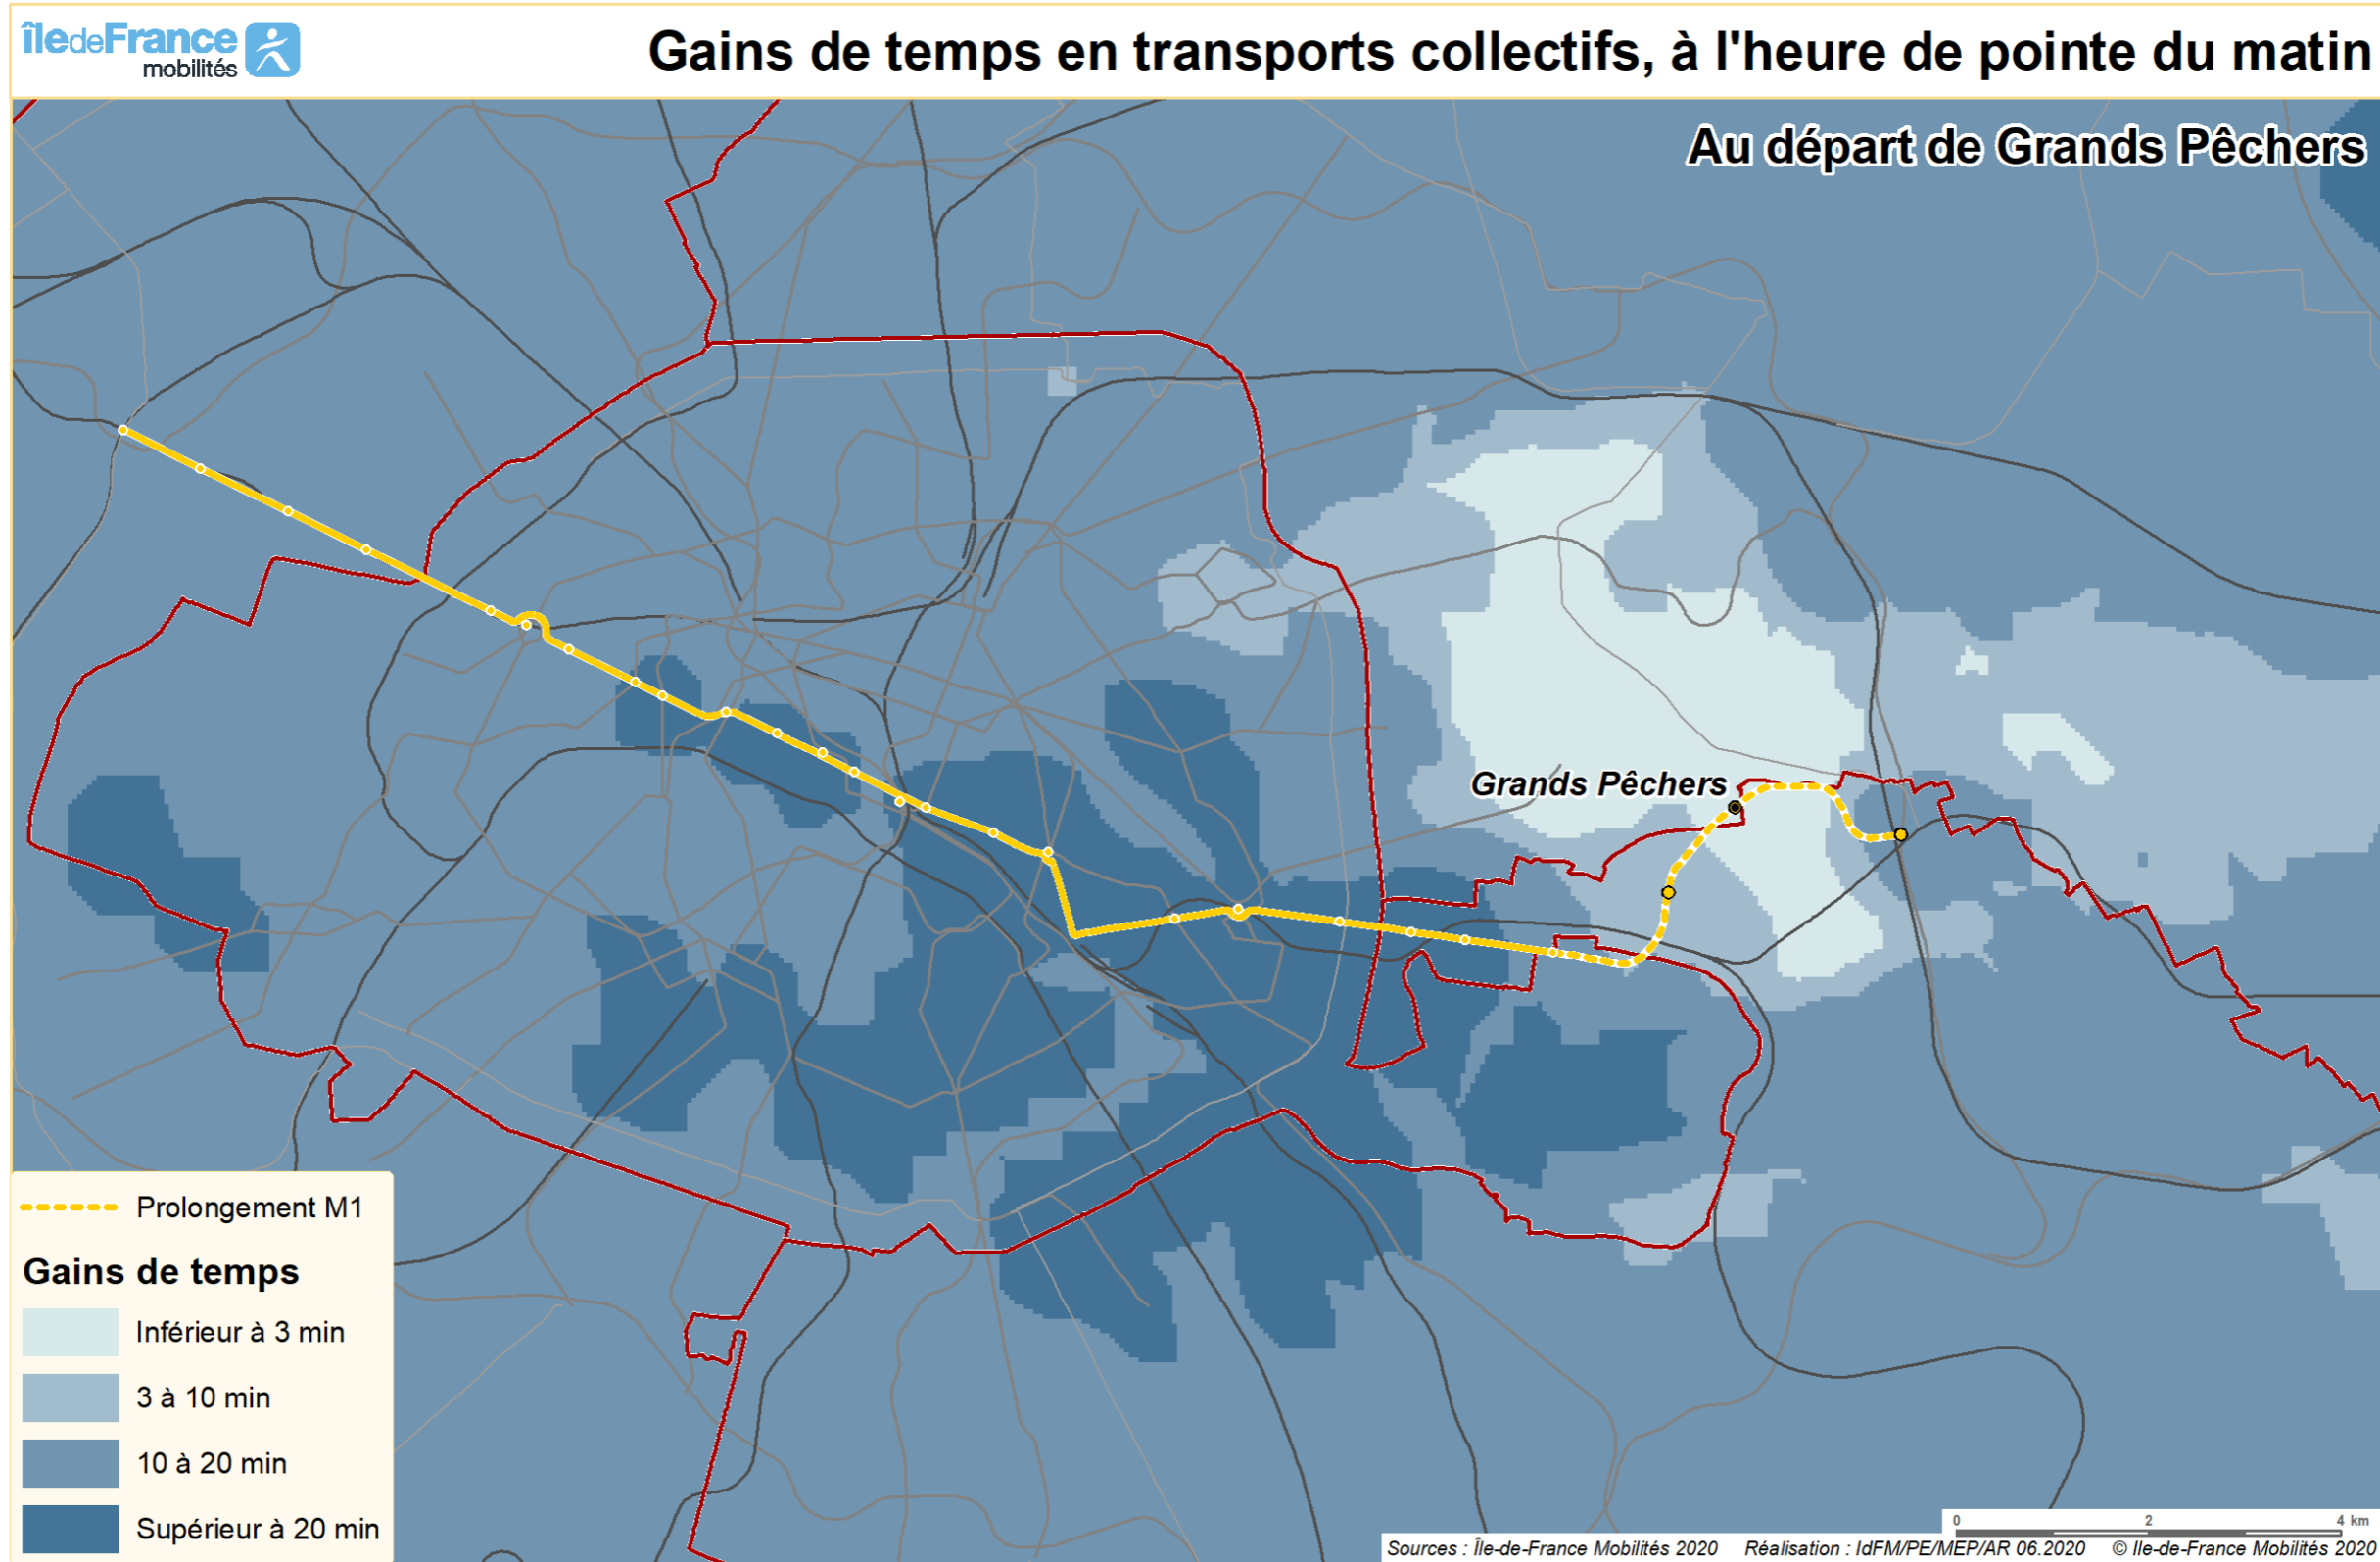 îledeFrance
mobilités
Gains de temps en transports collectifs, à l'heure de pointe du matin
Au départ de Grands Pêchers
Grands Pêchers
Prolongement M1
Gains de temps
Inférieur à 3 min
3 à 10 min
10 à 20 min
Supérieur à 20 min
0 2 4 km
Sources : Île-de-France Mobilités 2020 Réalisation : IdFM/PE/MEP/AR 06.2020 © Ile-de-France Mobilités 2020